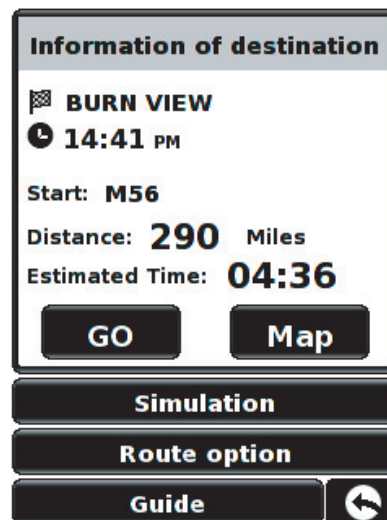 Information of destination
BURN VIEW
14:41 PM
Start: M56
Distance: 290 Miles
Estimated Time: 04:36
GO Map
Simulation
Route option
Guide